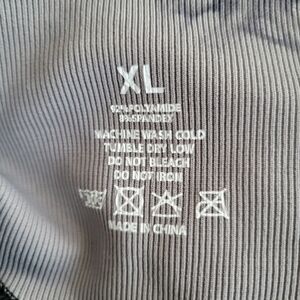 XL
92%POLYAMIDE
8%SPANDEX
MACHINE WASH COLD
TUMBLE DRY LOW
DO NOT BLEACH
DO NOT IRON
MADE IN CHINA